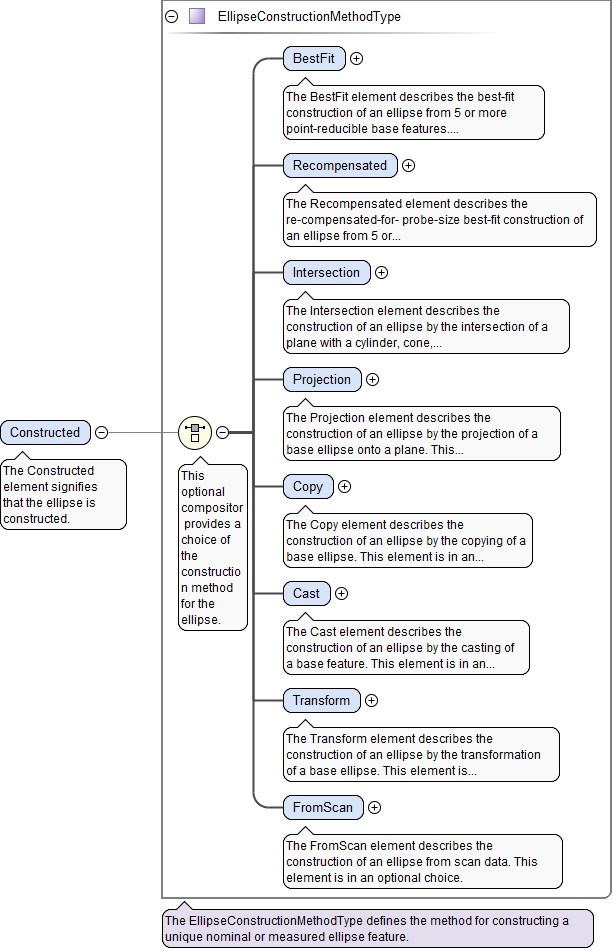 EllipseConstructionMethodType
BestFit
The BestFit element describes the best-fit
construction of an ellipse from 5 or more
point-reducible base features....
Recompensated
The Recompensated element describes the
re-compensated-for- probe-size best-fit construction of
an ellipse from 5 or...
Intersection
The Intersection element describes the
construction of an ellipse by the intersection of a
plane with a cylinder, cone,...
Projection
The Projection element describes the
construction of an ellipse by the projection of a
base ellipse onto a plane. This...
Constructed
The Constructed
element signifies
that the ellipse is
constructed.
This
optional
compositor
provides a
choice of
the
constructio
n method
for the
ellipse.
Copy
The Copy element describes the
construction of an ellipse by the copying of a
base ellipse. This element is in an...
Cast
The Cast element describes the
construction of an ellipse by the casting of
a base feature. This element is in an...
Transform
The Transform element describes the
construction of an ellipse by the transformation
of a base ellipse. This element is...
FromScan
The FromScan element describes the
construction of an ellipse from scan data. This
element is in an optional choice.
The EllipseConstructionMethodType defines the method for constructing a
unique nominal or measured ellipse feature.